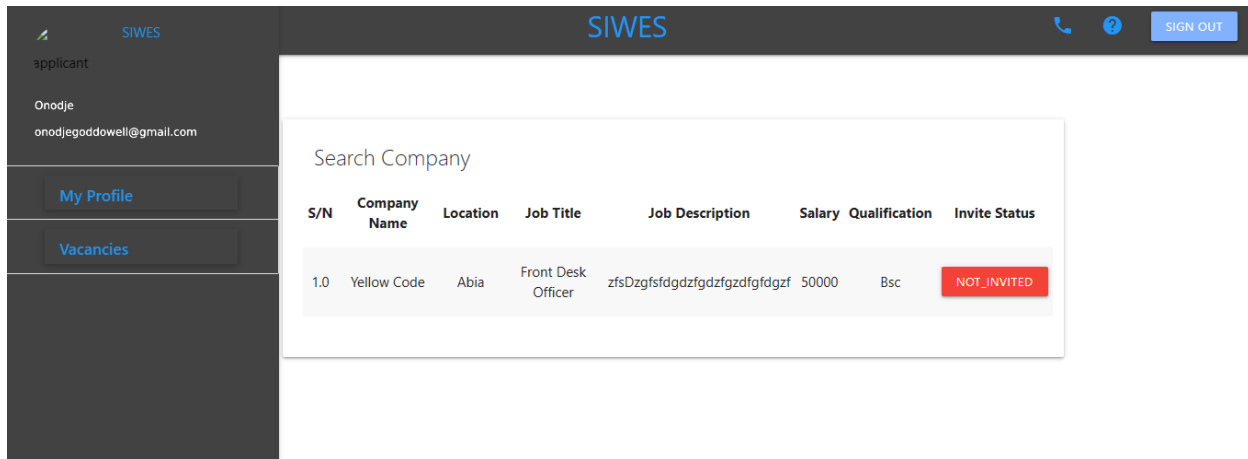 SIWES
applicant
Onodje
onodjegoddowell@gmail.com
My Profile
Vacancies
SIWES
SIGN OUT
Search Company
S/N Company Name Location Job Title Job Description Salary Qualification Invite Status
1.0 Yellow Code Abia Front Desk Officer zfsDzgfsfdgdzfgdzfgzdfgfdgzf 50000 Bsc NOT_INVITED